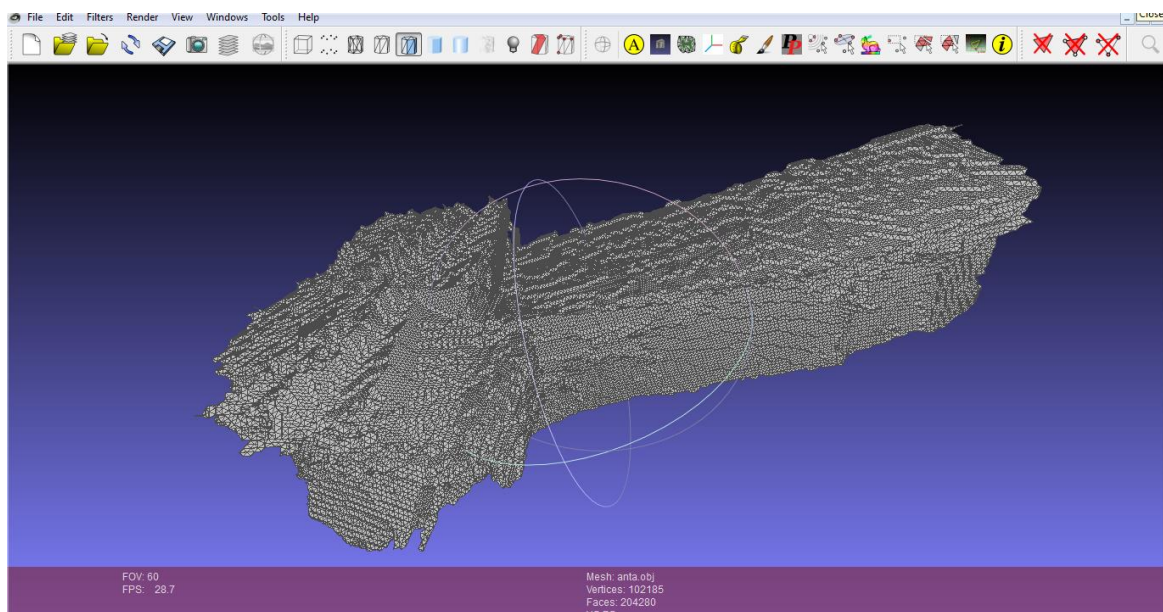 File Edit Filters Render View Windows Tools Help
Close
A
i
FOV: 60
FPS: 28.7
Mesh: anta.obj
Vertices: 102185
Faces: 204280